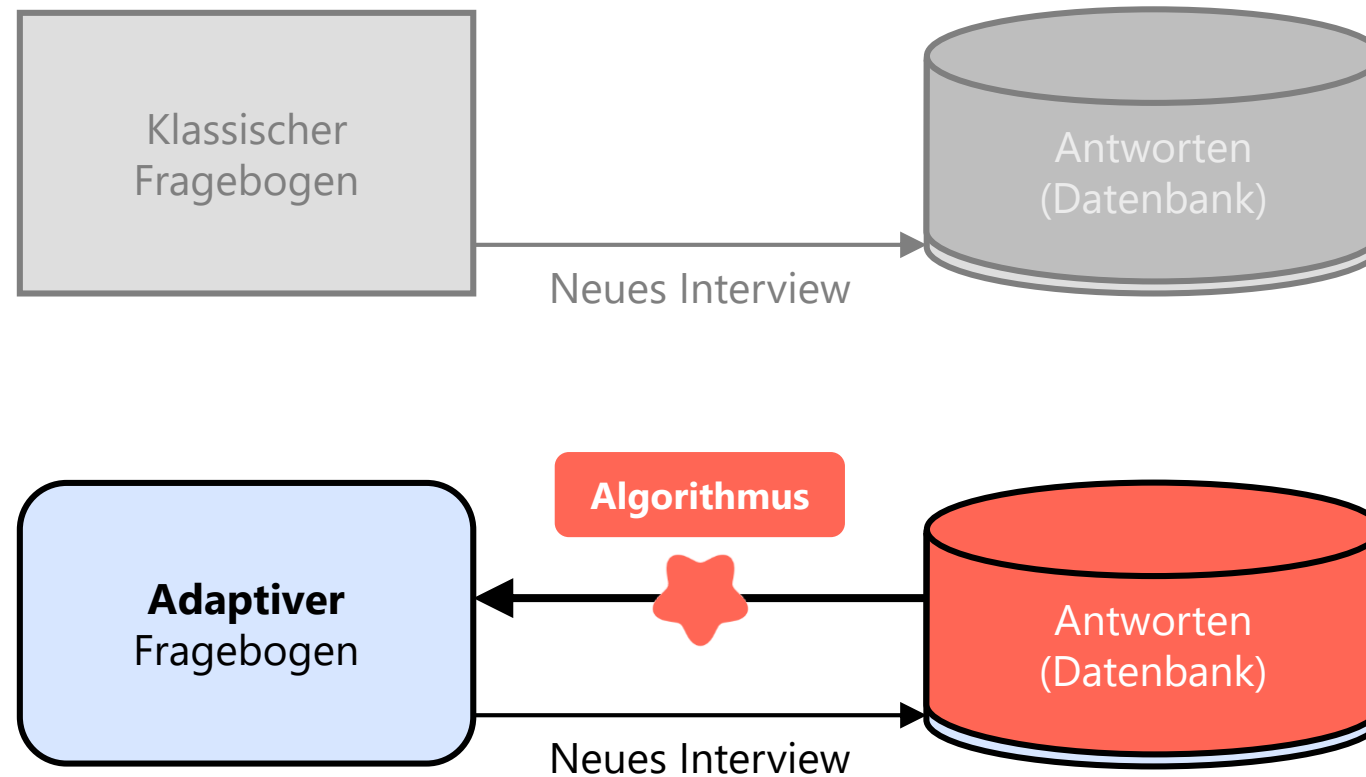 Klassischer
Fragebogen
Antworten
(Datenbank)
Neues Interview
Algorithmus
Adaptiver
Fragebogen
Antworten
(Datenbank)
Neues Interview